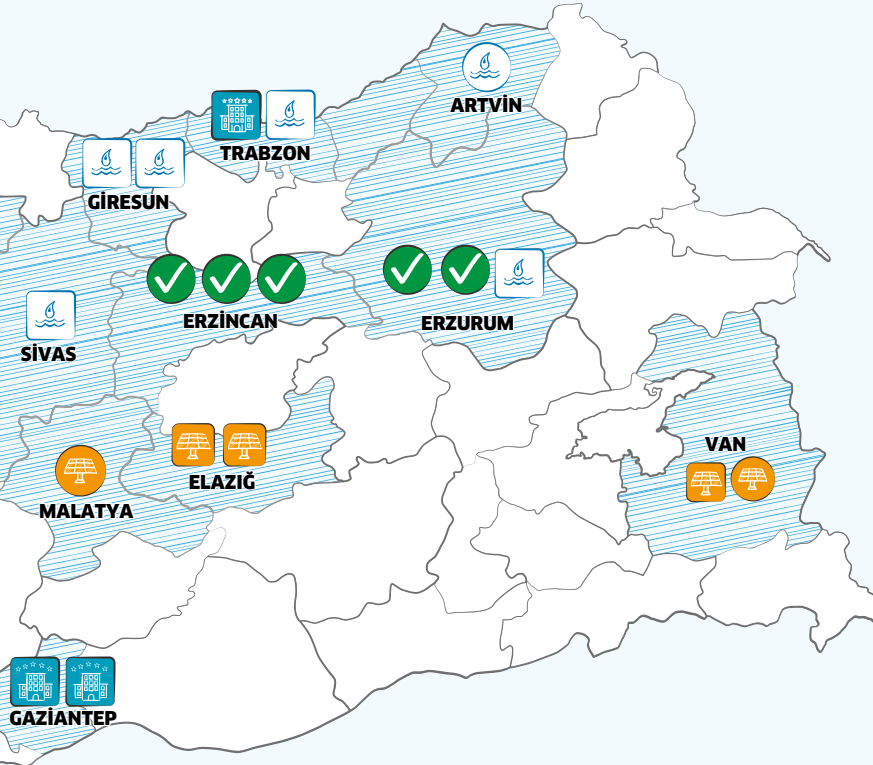 ARTVİN
TRABZON
GİRESUN
ERZİNCAN
ERZURUM
SİVAS
VAN
ELAZIĞ
MALATYA
GAZİANTEP